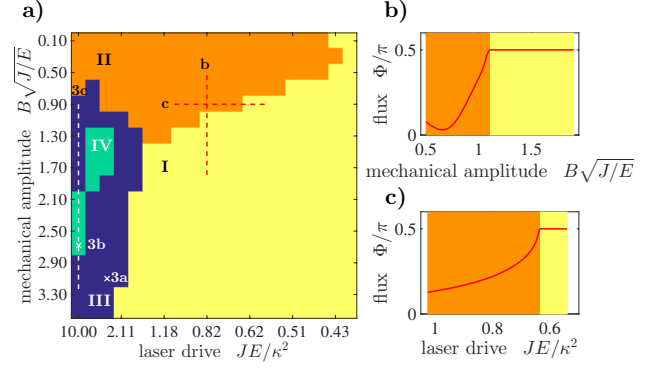 a)
mechanical amplitude B√J/E
0.10
0.50
0.90
1.30
1.70
2.10
2.50
2.90
3.30
II
b
3c
c
IV
I
3b
3a
III
10.00 2.11 1.18 0.82 0.62 0.51 0.43
laser drive JE/κ²
b)
flux Φ/π
0.5
0
0.5 1 1.5
mechanical amplitude B√J/E
c)
flux Φ/π
0.5
0
1 0.8 0.6
laser drive JE/κ²